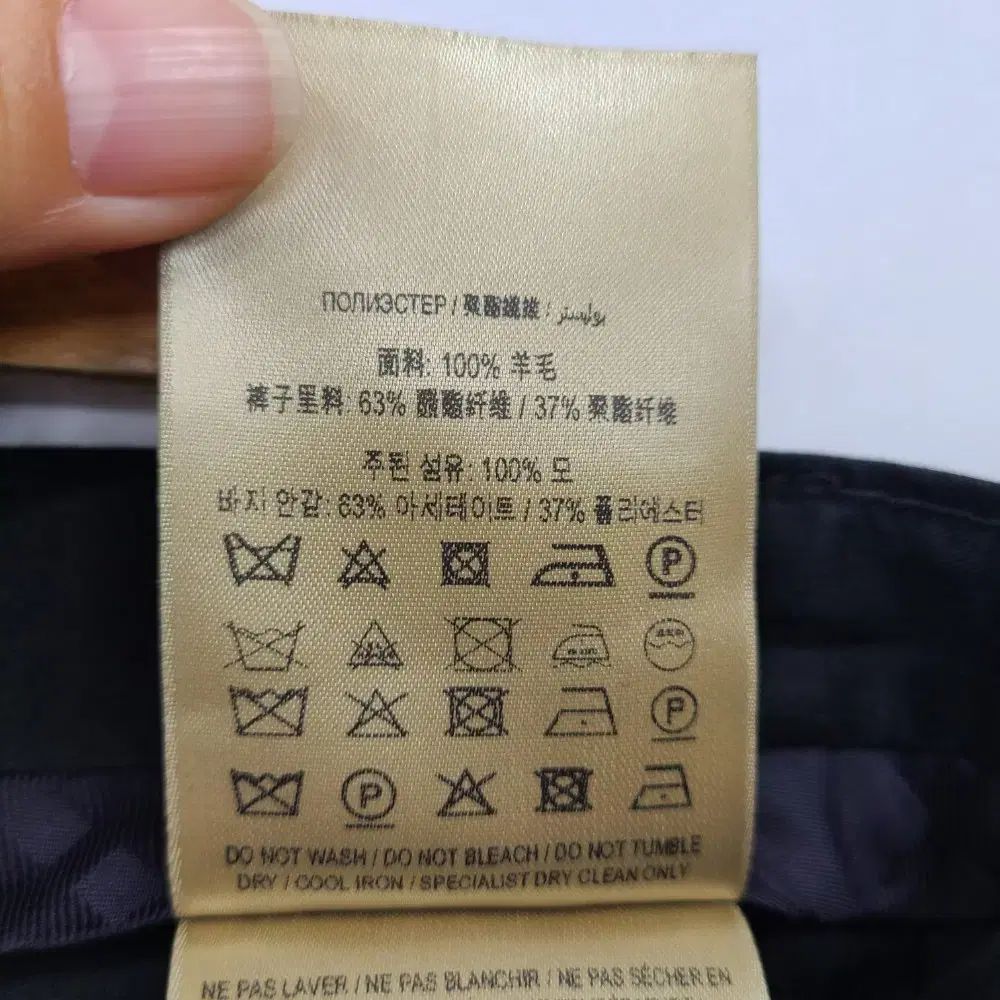 ПОЛИЭСТЕР / 聚酯纖維 / بوليستر
面料: 100% 羊毛
裤子里料: 63% 醋酯纤维 / 37% 聚酯纤维
주된 섬유: 100% 모
바지 안감: 63% 아세테이트 / 37% 폴리에스터
P
P
P
DO NOT WASH / DO NOT BLEACH / DO NOT TUMBLE
DRY / COOL IRON / SPECIALIST DRY CLEAN ONLY
NE PAS LAVER / NE PAS BLANCHIR / NE PAS SÉCHER EN